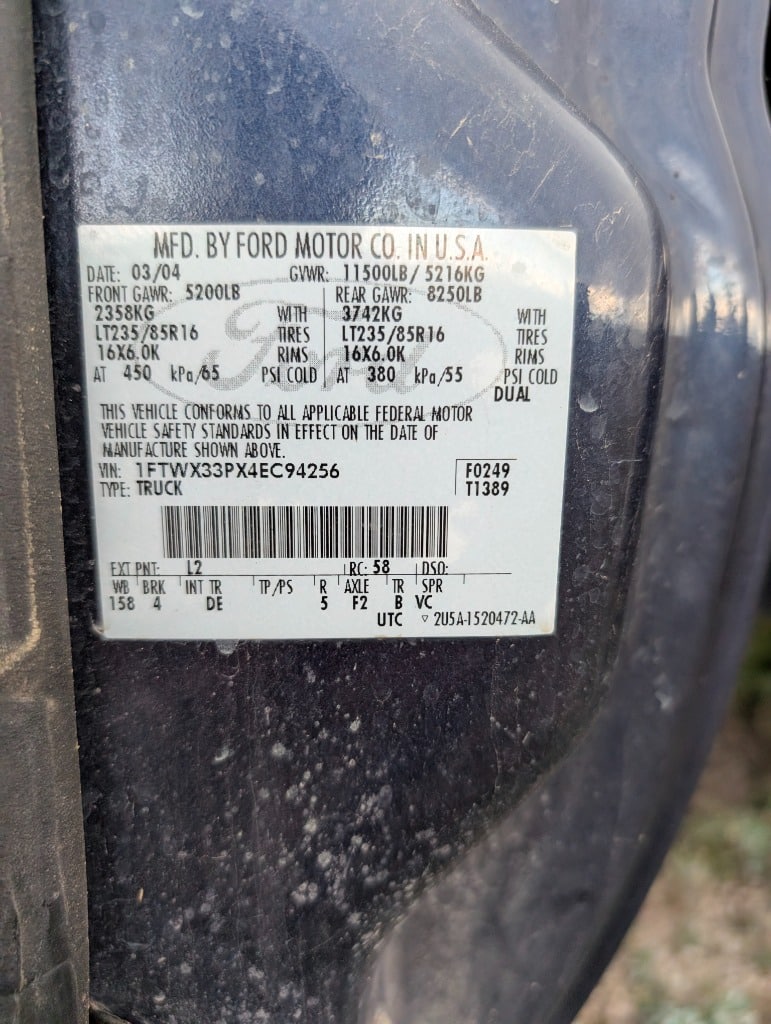 MFD. BY FORD MOTOR CO. IN U.S.A.
DATE: 03/04 GVWR: 11500LB/ 5216KG
FRONT GAWR: 5200LB REAR GAWR: 8250LB
2358KG WITH 3742KG WITH
LT235/85R16 TIRES LT235/85R16 TIRES
16X6.0K RIMS 16X6.0K RIMS
AT 450 kPa/65 PSI COLD AT 380 kPa/55 PSI COLD
DUAL
Ford
THIS VEHICLE CONFORMS TO ALL APPLICABLE FEDERAL MOTOR
VEHICLE SAFETY STANDARDS IN EFFECT ON THE DATE OF
MANUFACTURE SHOWN ABOVE.
VIN: 1FTWX33PX4EC94256 F0249
TYPE: TRUCK T1389
EXT PNT: L2 RC: 58 DSO:
WB BRK INT TR TP/PS R AXLE TR SPR
158 4 DE 5 F2 B VC
UTC ▽ 2U5A-1520472-AA